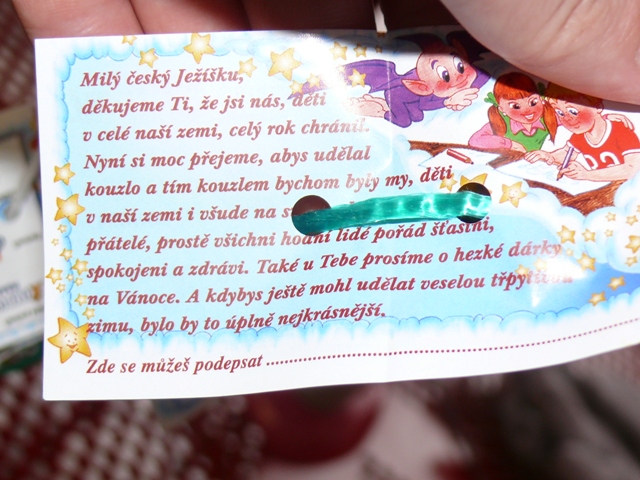 Milý český Ježíšku,
děkujeme Ti, že jsi nás, děti
v celé naší zemi, celý rok chránil.
Nyní si moc přejeme, abys udělal
kouzlo a tím kouzlem bychom byly my, děti
v naší zemi i všude na
přátelé, prostě všichni hodní lidé pořád šťastní,
spokojeni a zdrávi. Také u Tebe prosíme o hezké dárky
na Vánoce. A kdybys ještě mohl udělat veselou třpytivou
zimu, bylo by to úplně nejkrásnější.
Zde se můžeš podepsat